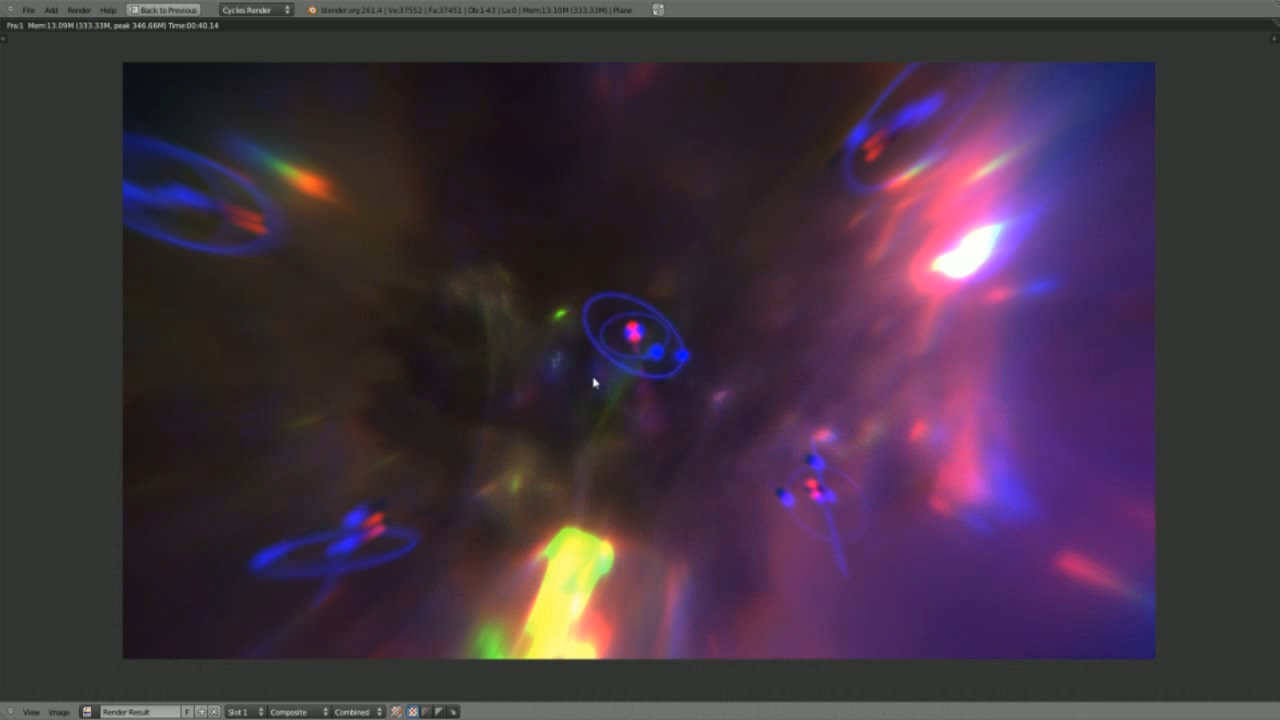 File Add Render Help Back to Previous Cycles Render blender.org 261.4 | Ve:37552 | Fa:37451 | Ob:1-43 | La:0 | Mem:13.10M (333.33M) | Plane
Fra:1 Mem:13.09M (333.33M, peak 346.66M) Time:00:40.14
View Image Render Result F Slot 1 Composite Combined